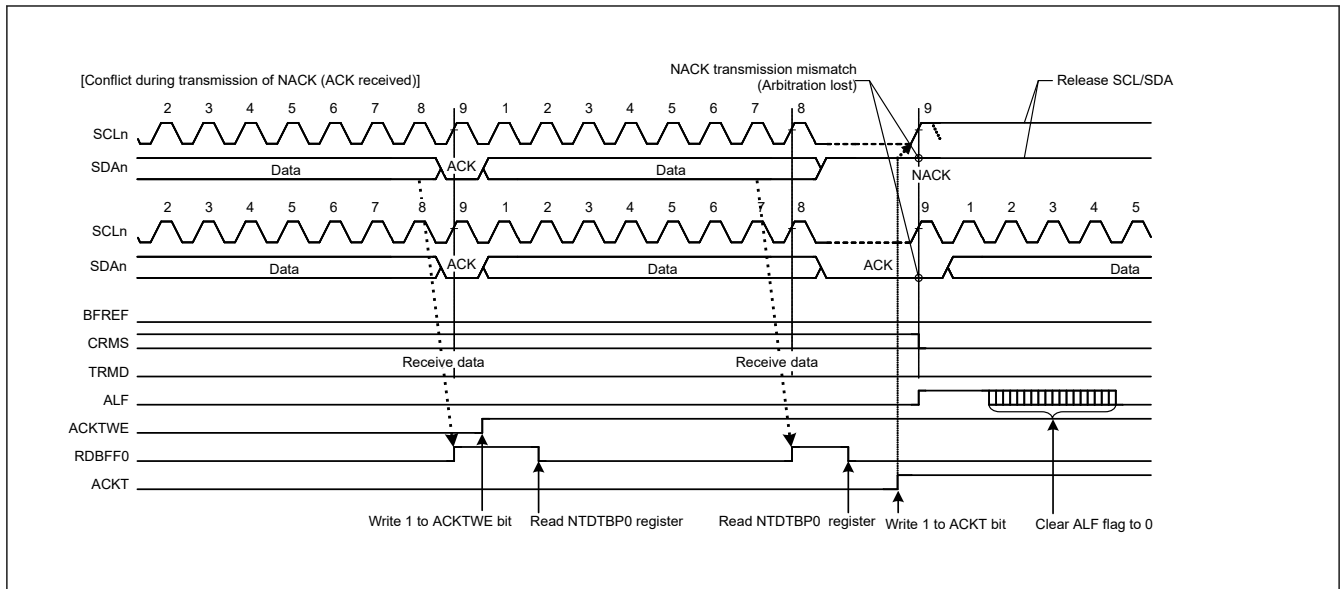 [Conflict during transmission of NACK (ACK received)]
NACK transmission mismatch
(Arbitration lost)
Release SCL/SDA
2 3 4 5 6 7 8 9 1 2 3 4 5 6 7 8 9
SCLn
SDAn Data ACK Data NACK
2 3 4 5 6 7 8 9 1 2 3 4 5 6 7 8 9 1 2 3 4 5
SCLn
SDAn Data ACK Data ACK Data
BFREF
CRMS
Receive data Receive data
TRMD
ALF
ACKTWE
RDBFF0
ACKT
Write 1 to ACKTWE bit Read NTDTBP0 register Read NTDTBP0 register Write 1 to ACKT bit Clear ALF flag to 0